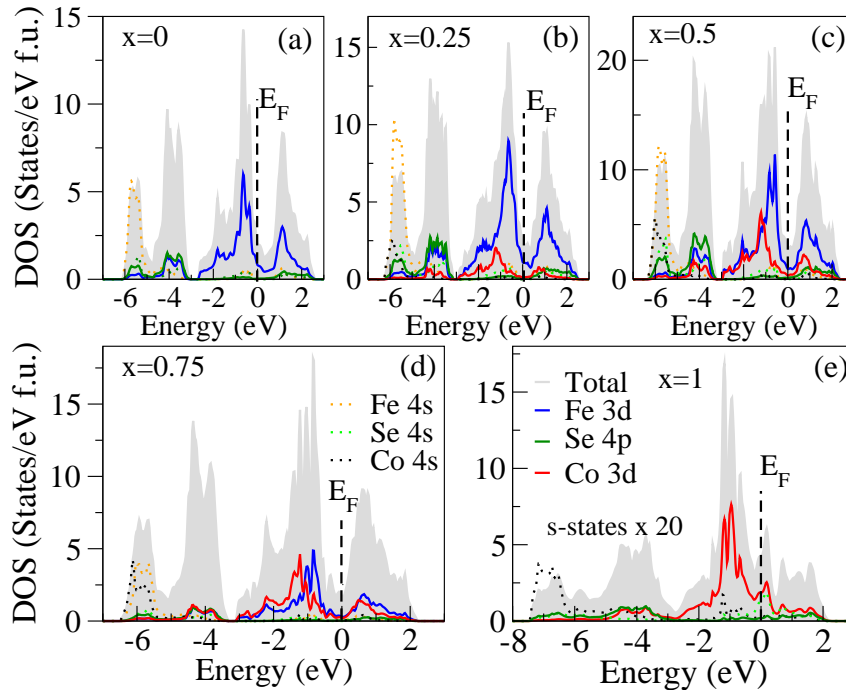 x=0 (a)
x=0.25 (b)
x=0.5 (c)
E_F
E_F
E_F
DOS (States/eV f.u.)
15
10
5
0
15
10
5
0
20
10
0
-6 -4 -2 0 2
-6 -4 -2 0 2
-6 -4 -2 0 2
Energy (eV)
Energy (eV)
Energy (eV)
x=0.75 (d)
Fe 4s
Se 4s
Co 4s
E_F
DOS (States/eV f.u.)
15
10
5
0
-6 -4 -2 0 2
Energy (eV)
x=1 (e)
Total
Fe 3d
Se 4p
Co 3d
E_F
s-states x 20
15
10
5
0
-8 -6 -4 -2 0 2
Energy (eV)